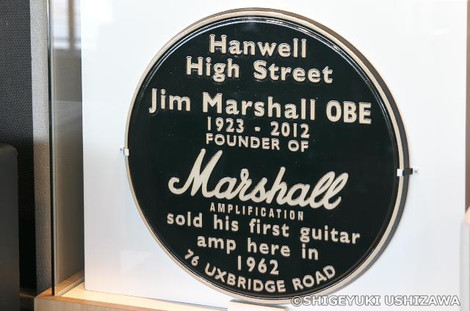 Hanwell
High Street
Jim Marshall OBE
1923 - 2012
FOUNDER OF
Marshall
AMPLIFICATION
sold his first guitar
amp here in
1962
76 UXBRIDGE ROAD
©SHIGEYUKI USHIZAWA